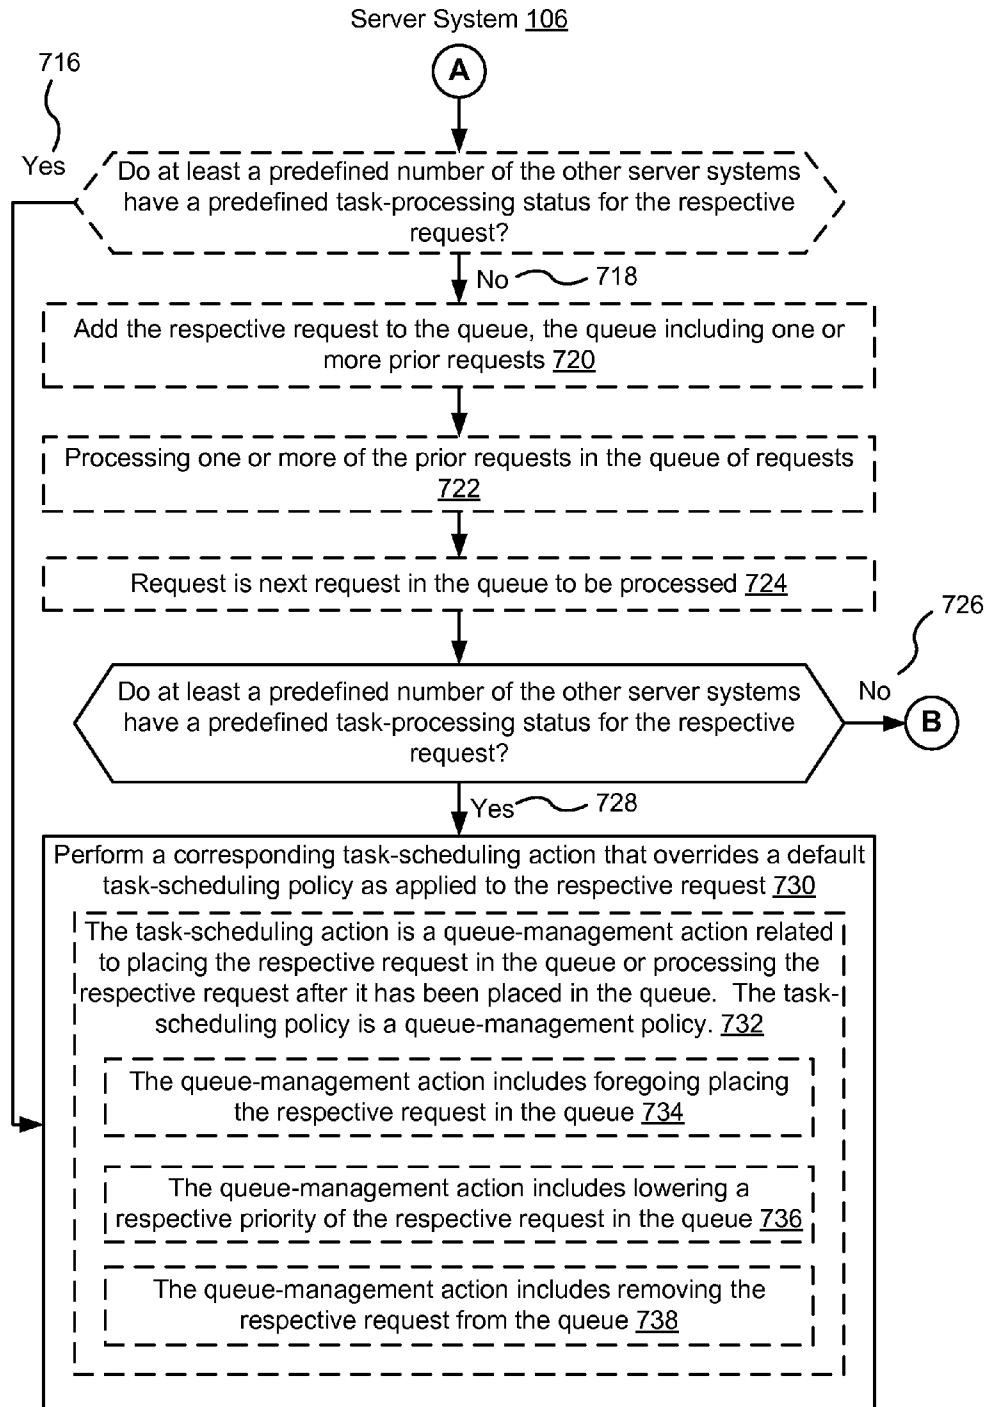 Server System 106
A
716
Yes
Do at least a predefined number of the other server systems
have a predefined task-processing status for the respective
request?
No
718
Add the respective request to the queue, the queue including one or
more prior requests 720
Processing one or more of the prior requests in the queue of requests
722
Request is next request in the queue to be processed 724
726
Do at least a predefined number of the other server systems
have a predefined task-processing status for the respective
request?
No
B
Yes
728
Perform a corresponding task-scheduling action that overrides a default
task-scheduling policy as applied to the respective request 730
The task-scheduling action is a queue-management action related
to placing the respective request in the queue or processing the
respective request after it has been placed in the queue. The task-
scheduling policy is a queue-management policy. 732
The queue-management action includes foregoing placing
the respective request in the queue 734
The queue-management action includes lowering a
respective priority of the respective request in the queue 736
The queue-management action includes removing the
respective request from the queue 738